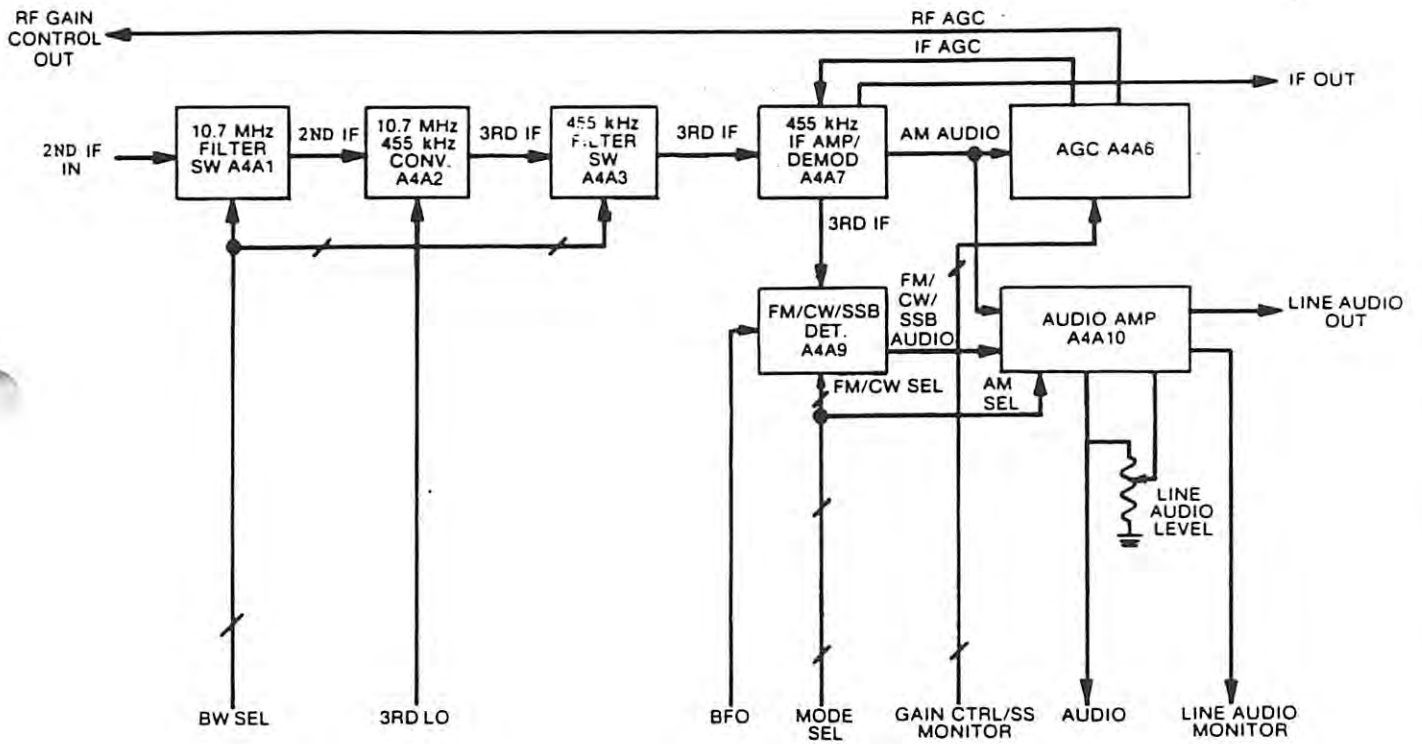 RF GAIN
CONTROL
OUT
RF AGC
IF AGC
IF OUT
2ND IF
IN
10.7 MHz
FILTER
SW A4A1
2ND IF
10.7 MHz
455 kHz
CONV.
A4A2
3RD IF
455 kHz
FILTER
SW
A4A3
3RD IF
455 kHz
IF AMP/
DEMOD
A4A7
AM AUDIO
AGC A4A6
3RD IF
FM/CW/SSB
DET.
A4A9
FM/
CW/
SSB
AUDIO
AUDIO AMP
A4A10
LINE AUDIO
OUT
FM/CW SEL
AM
SEL
LINE
AUDIO
LEVEL
BW SEL
3RD LO
BFO
MODE
SEL
GAIN CTRL/SS
MONITOR
AUDIO
LINE AUDIO
MONITOR